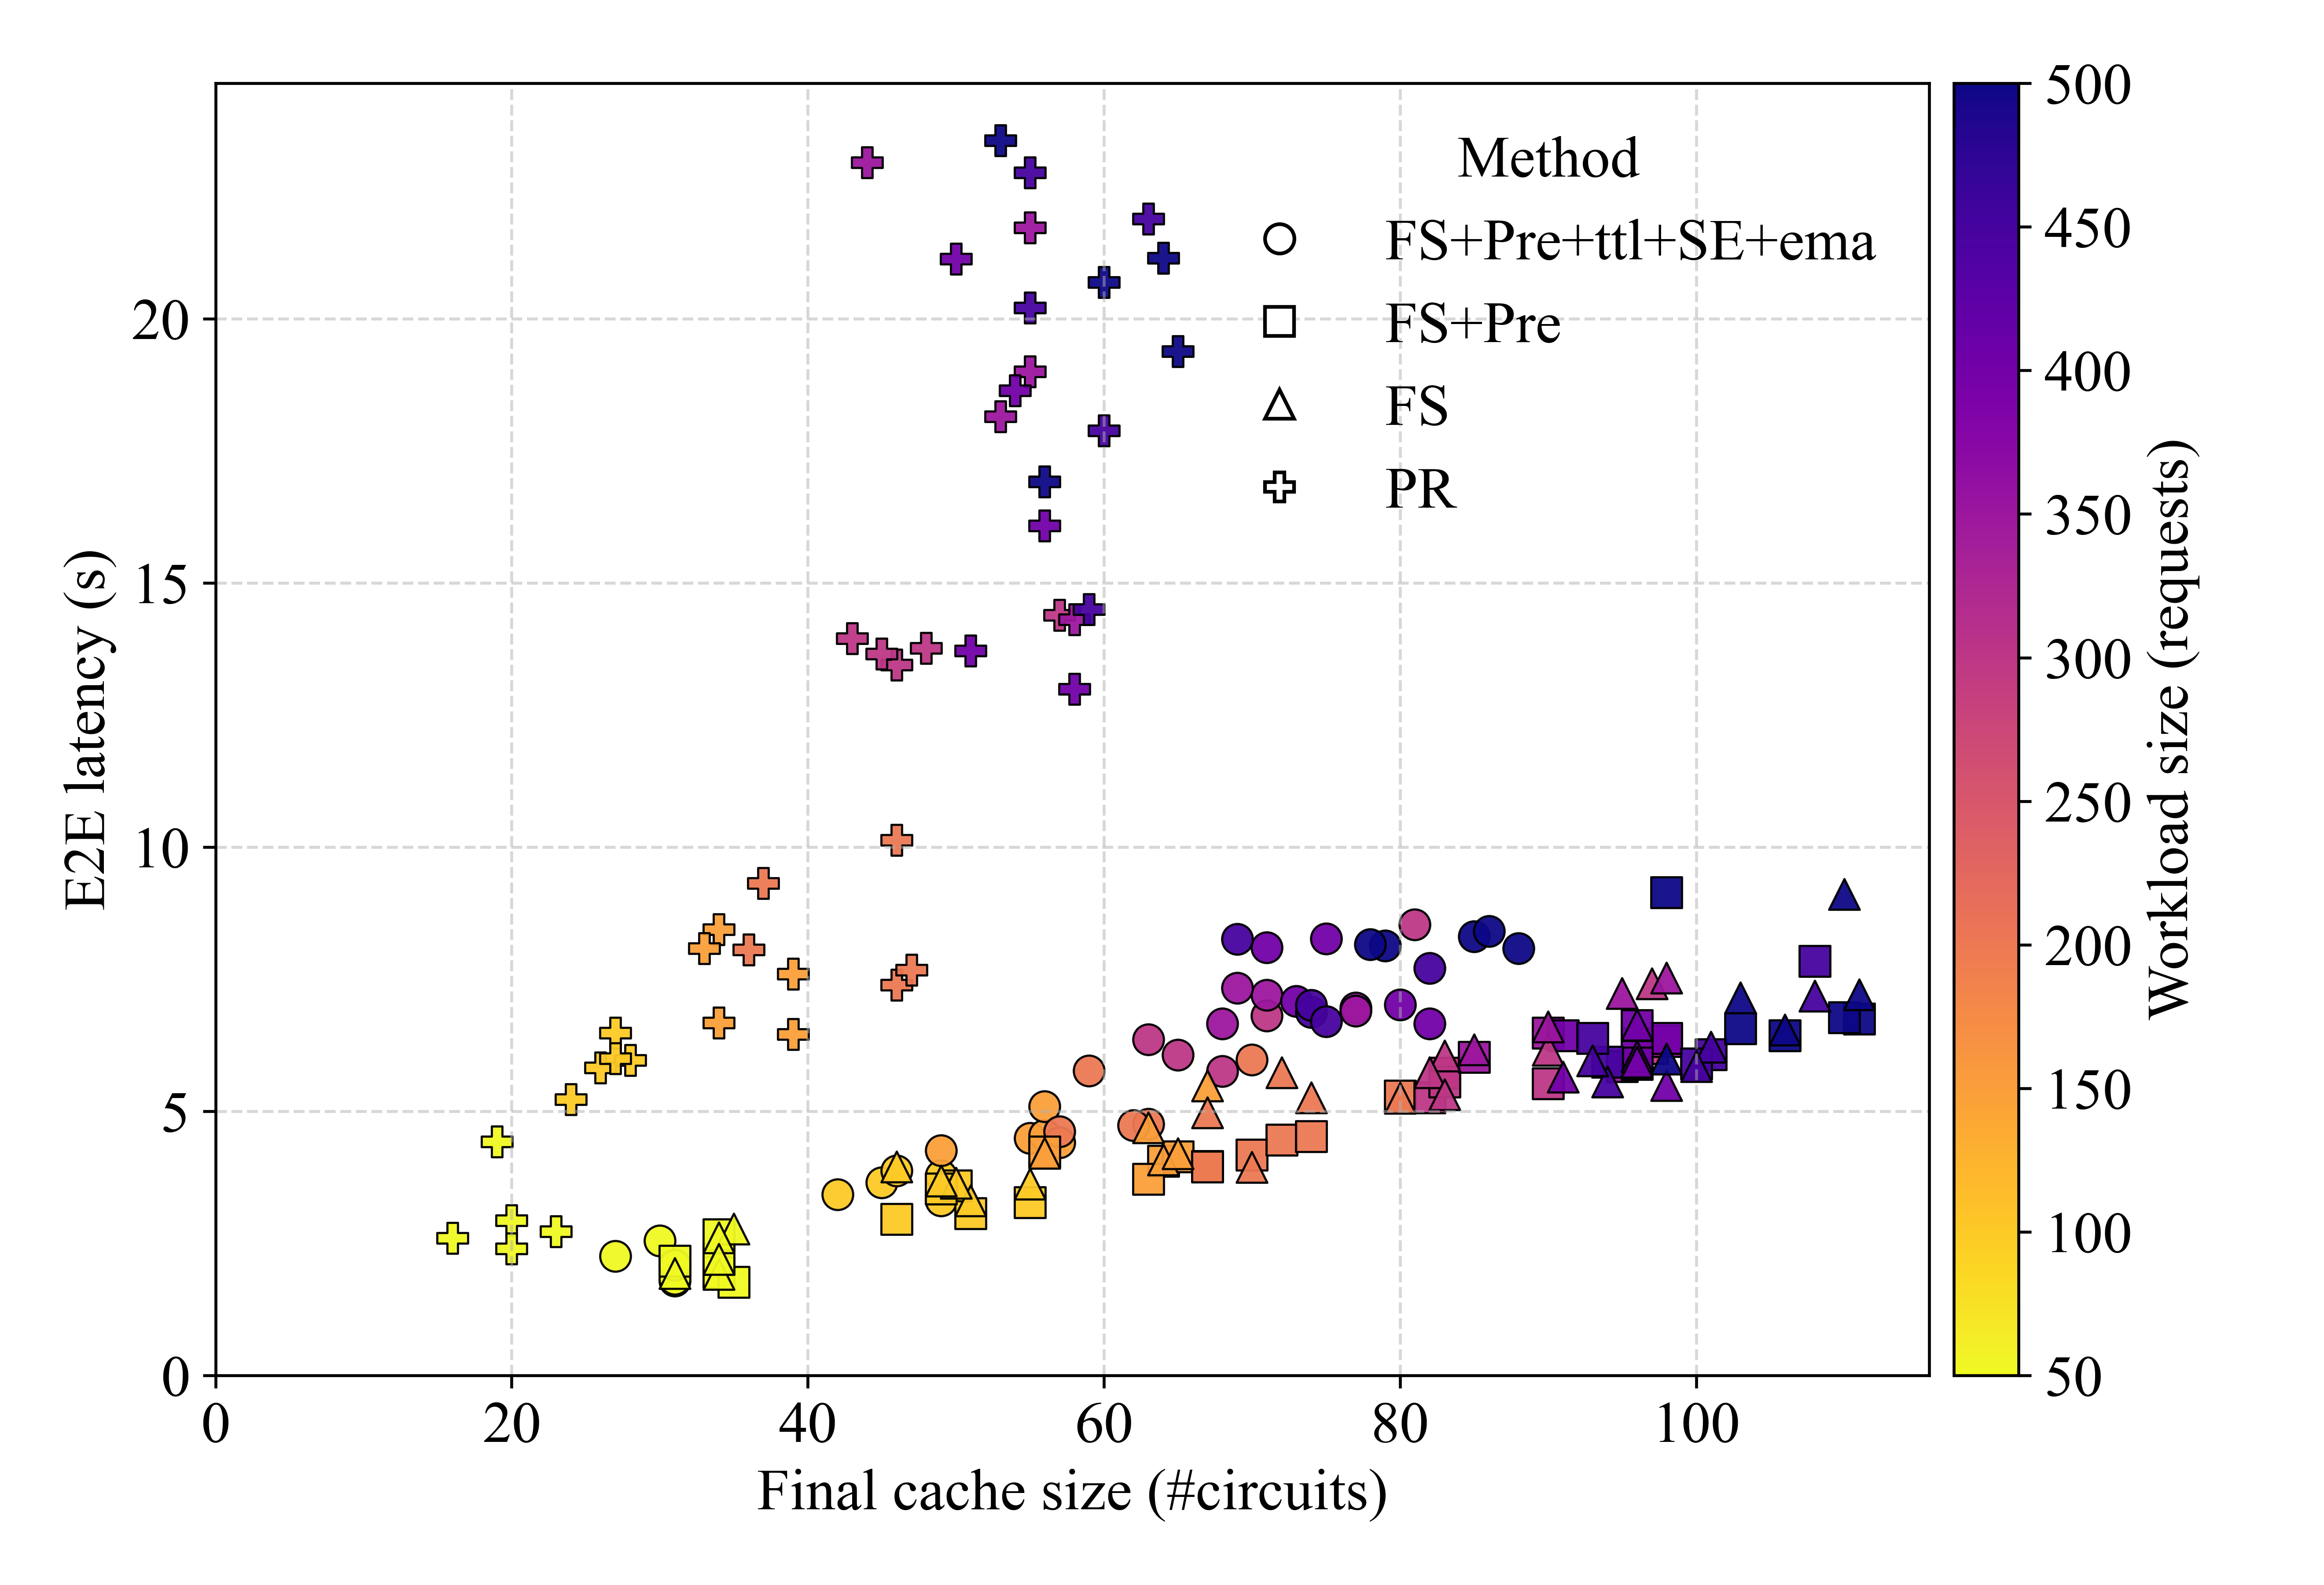 E2E latency (s)
20
15
10
5
0
0
20
40
60
80
100
Final cache size (#circuits)
Method
FS+Pre+ttl+SE+ema
FS+Pre
FS
PR
500
450
400
350
300
250
200
150
100
50
Workload size (requests)